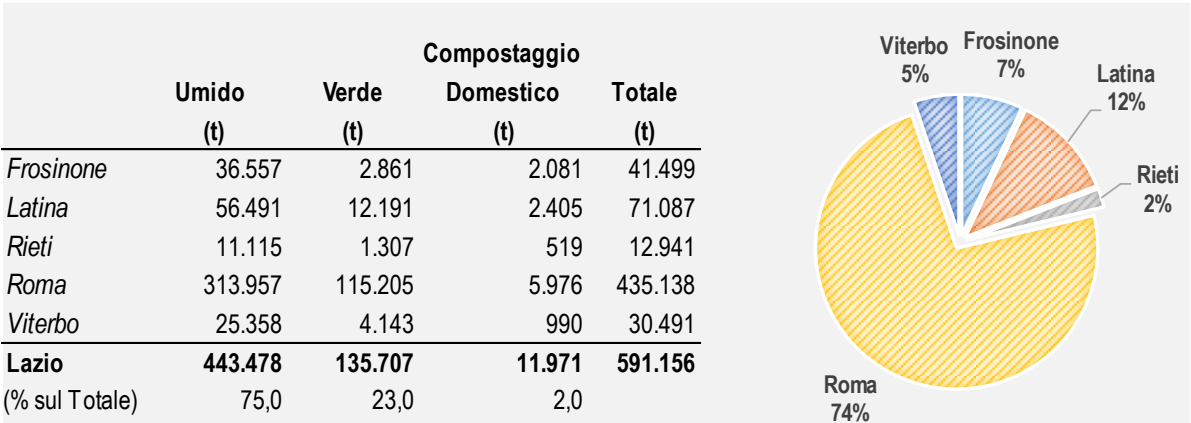 Compostaggio
Umido Verde Domestico Totale
(t) (t) (t) (t)
Frosinone 36.557 2.861 2.081 41.499
Latina 56.491 12.191 2.405 71.087
Rieti 11.115 1.307 519 12.941
Roma 313.957 115.205 5.976 435.138
Viterbo 25.358 4.143 990 30.491
Lazio 443.478 135.707 11.971 591.156
(% sul Totale) 75,0 23,0 2,0
Viterbo
5%
Frosinone
7%
Latina
12%
Rieti
2%
Roma
74%